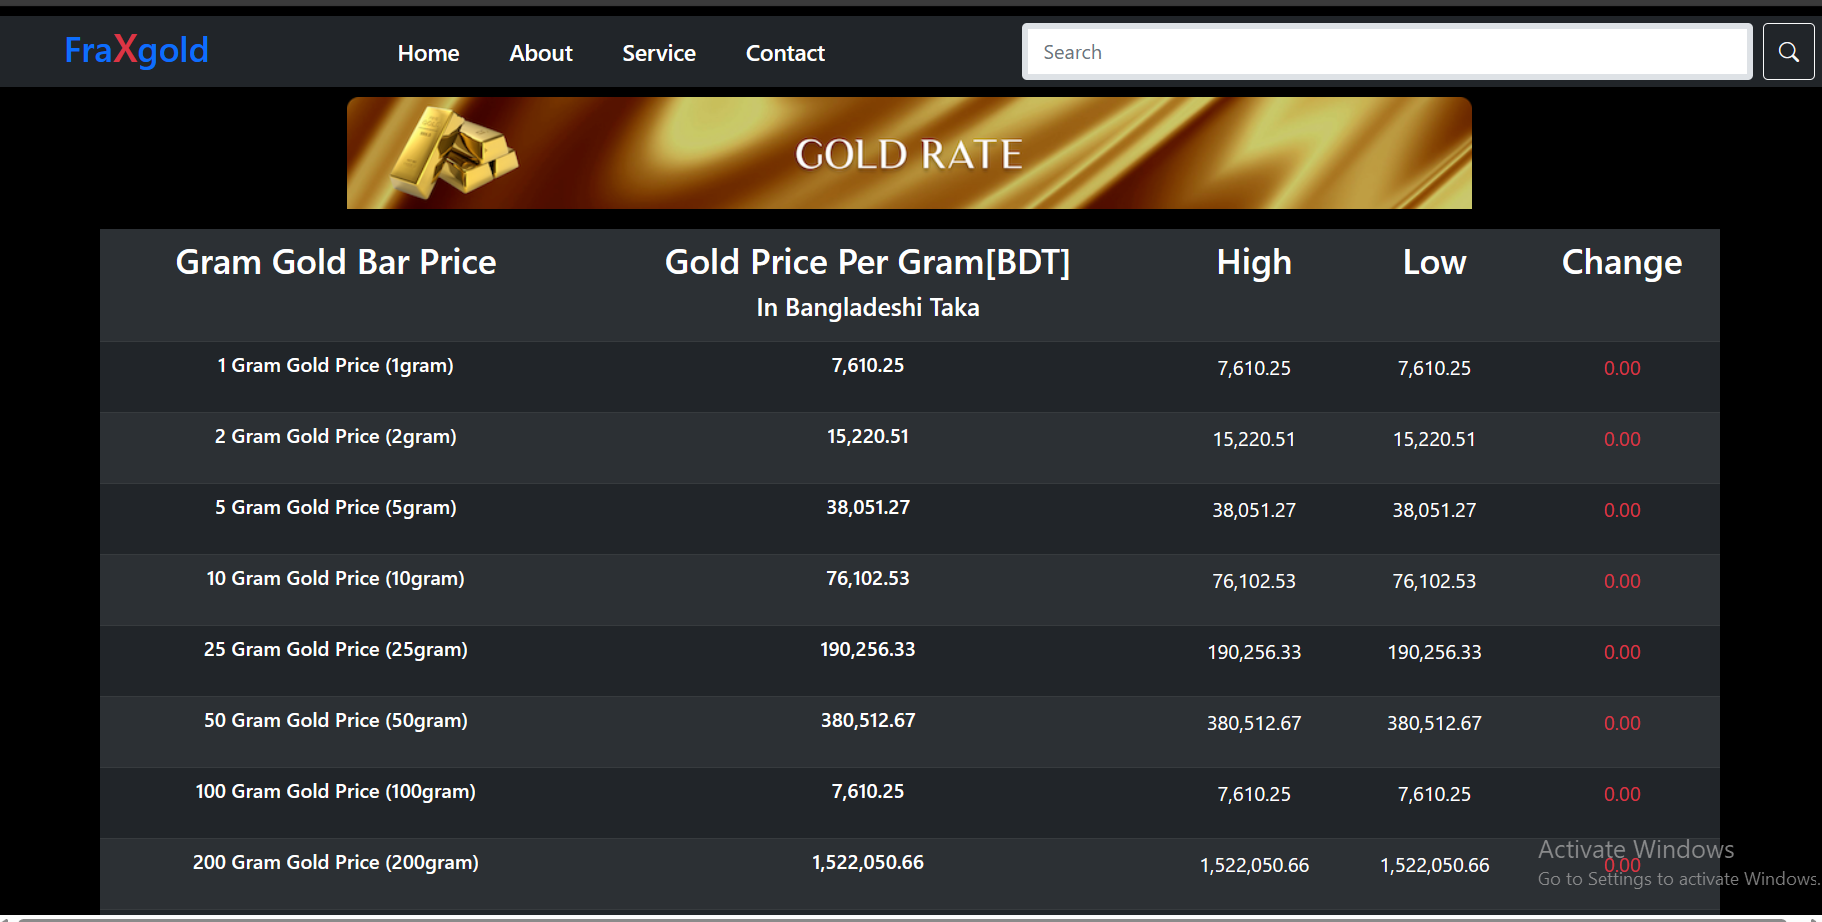 FraXgold Home About Service Contact Search
GOLD RATE
Gram Gold Bar Price Gold Price Per Gram[BDT] High Low Change
In Bangladeshi Taka
1 Gram Gold Price (1gram) 7,610.25 7,610.25 7,610.25 0.00
2 Gram Gold Price (2gram) 15,220.51 15,220.51 15,220.51 0.00
5 Gram Gold Price (5gram) 38,051.27 38,051.27 38,051.27 0.00
10 Gram Gold Price (10gram) 76,102.53 76,102.53 76,102.53 0.00
25 Gram Gold Price (25gram) 190,256.33 190,256.33 190,256.33 0.00
50 Gram Gold Price (50gram) 380,512.67 380,512.67 380,512.67 0.00
100 Gram Gold Price (100gram) 7,610.25 7,610.25 7,610.25 0.00
200 Gram Gold Price (200gram) 1,522,050.66 1,522,050.66 1,522,050.66 0.00
Activate Windows
Go to Settings to activate Windows.